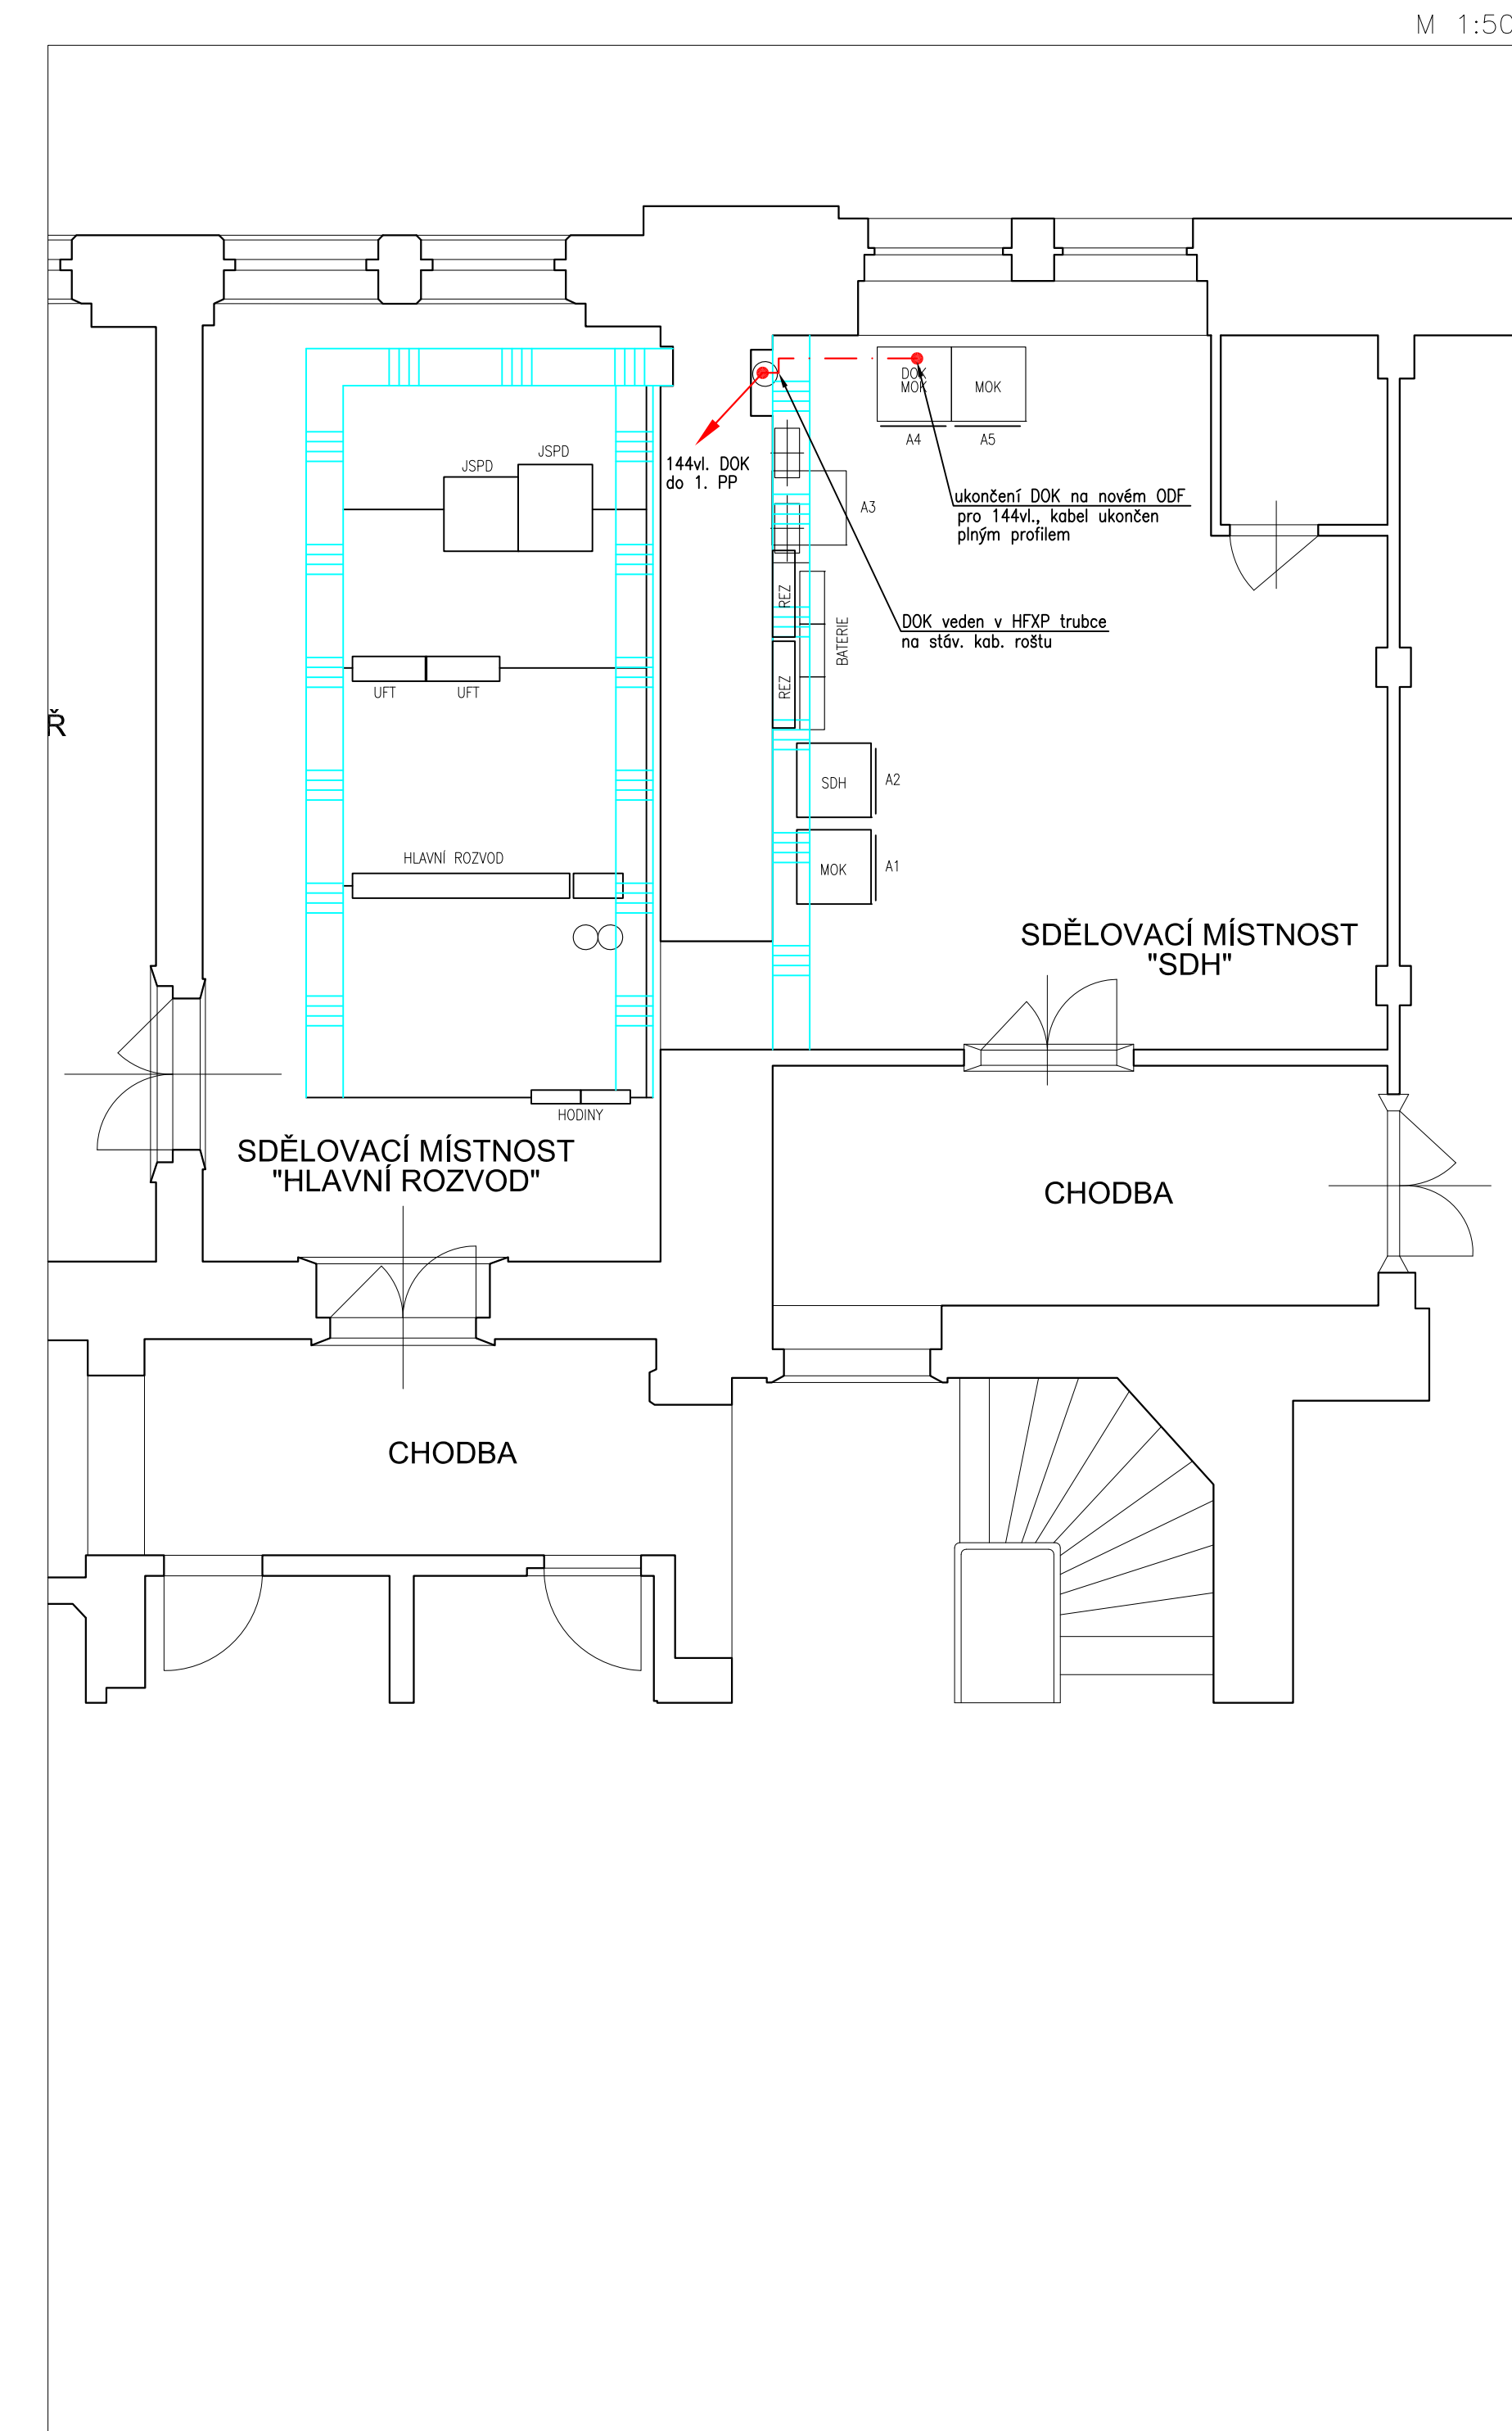 M 1:50
JSPD
JSPD
144vl. DOK
do 1. PP
DOK
MOK
MOK
A4
A5
A3
ukončení DOK na novém ODF
pro 144vl., kabel ukončen
plným profilem
REZ
REZ
BATERIE
DOK veden v HFXP trubce
na stáv. kab. roštu
UFT
UFT
Ř
SDH
A2
HLAVNÍ ROZVOD
MOK
A1
SDĚLOVACÍ MÍSTNOST
"SDH"
HODINY
SDĚLOVACÍ MÍSTNOST
"HLAVNÍ ROZVOD"
CHODBA
CHODBA